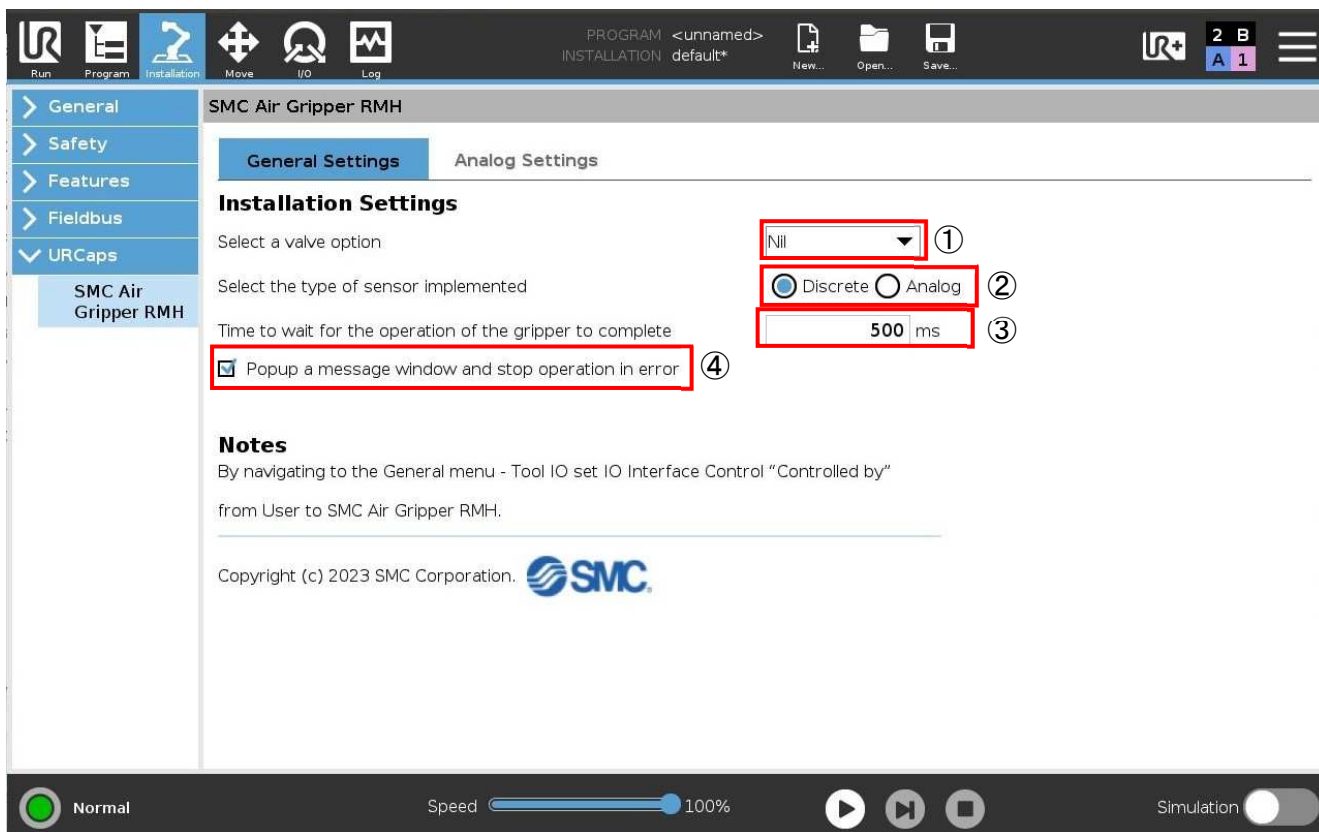 UR
Run
Program
Installation
Move
I/O
Log
PROGRAM <unnamed>
INSTALLATION default*
New...
Open...
Save...
UR+
2 B
A 1
General
Safety
Features
Fieldbus
URCaps
SMC Air
Gripper RMH
SMC Air Gripper RMH
General Settings Analog Settings
Installation Settings
Select a valve option Nil ①
Select the type of sensor implemented Discrete Analog ②
Time to wait for the operation of the gripper to complete 500 ms ③
Popup a message window and stop operation in error ④
Notes
By navigating to the General menu - Tool IO set IO Interface Control “Controlled by”
from User to SMC Air Gripper RMH.
Copyright (c) 2023 SMC Corporation. SMC.
Normal
Speed 100%
Simulation